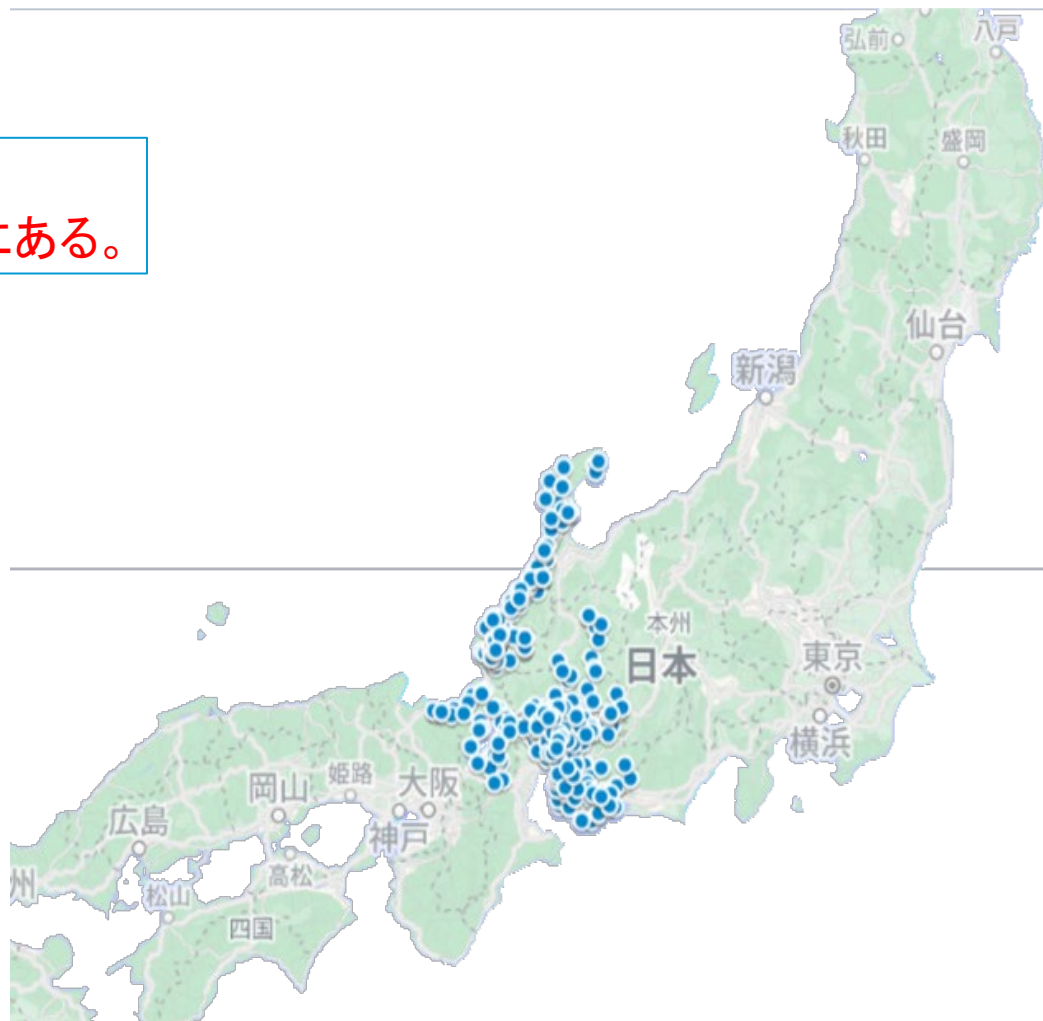 弘前
八戸
秋田
盛岡
にある。
仙台
新潟
本州
日本
東京
横浜
姫路
大阪
岡山
神戸
広島
高松
州
松山
四国